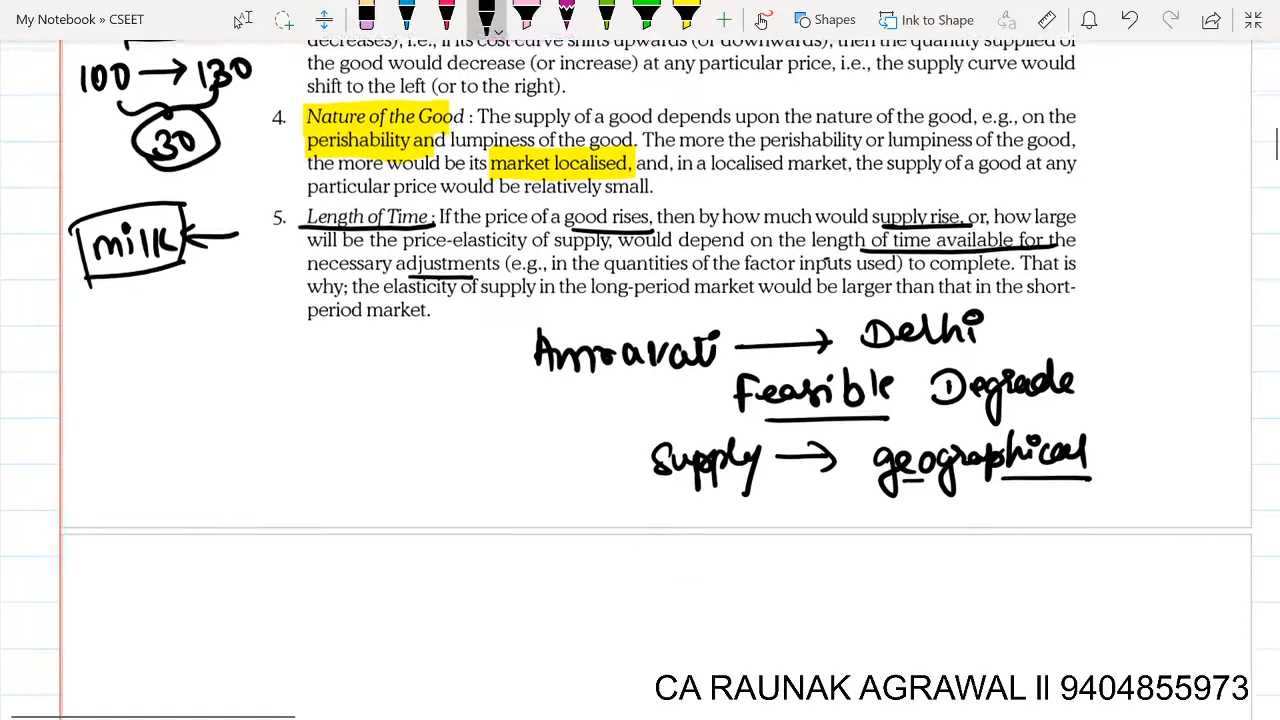 My Notebook » CSEET
Shapes
Ink to Shape
decreases), i.e., if its cost curve shifts upwards (or downwards), then the quantity supplied of
the good would decrease (or increase) at any particular price, i.e., the supply curve would
shift to the left (or to the right).
100 → 130
30
4. Nature of the Good : The supply of a good depends upon the nature of the good, e.g., on the
perishability and lumpiness of the good. The more the perishability or lumpiness of the good,
the more would be its market localised, and, in a localised market, the supply of a good at any
particular price would be relatively small.
5. Length of Time : If the price of a good rises, then by how much would supply rise, or, how large
will be the price-elasticity of supply, would depend on the length of time available for the
necessary adjustments (e.g., in the quantities of the factor inputs used) to complete. That is
why; the elasticity of supply in the long-period market would be larger than that in the short-
period market.
milk ←
Amravati → Delhi
Feasible Degrade
Supply → geographical
CA RAUNAK AGRAWAL II 9404855973